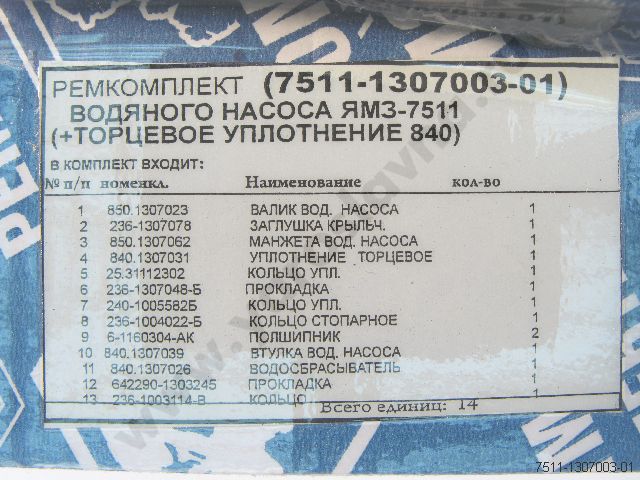 РЕМКОМПЛЕКТ (7511-1307003-01)
ВОДЯНОГО НАСОСА ЯМЗ-7511
(+ТОРЦЕВОЕ УПЛОТНЕНИЕ 840)
В КОМПЛЕКТ ВХОДИТ:
№ п/п номенкл. Наименование кол-во
1 850.1307023 ВАЛИК ВОД. НАСОСА 1
2 236-1307078 ЗАГЛУШКА КРЫЛЬЧ. 1
3 850.1307062 МАНЖЕТА ВОД. НАСОСА 1
4 840.1307031 УПЛОТНЕНИЕ ТОРЦЕВОЕ 1
5 25.31112302 КОЛЬЦО УПЛ. 1
6 236-1307048-Б ПРОКЛАДКА 1
7 240-1005582Б КОЛЬЦО УПЛ. 1
8 236-1004022-Б КОЛЬЦО СТОПАРНОЕ 1
9 6-1160304-АК ПОЛШИПНИК 2
10 840.1307039 ВТУЛКА ВОД. НАСОСА 1
11 840.1307026 ВОДОСБРАСЫВАТЕЛЬ 1
12 642290-1303245 ПРОКЛАДКА 1
13 236-1003114-В КОЛЬЦО 1
Всего единиц: 14
7511-1307003-01